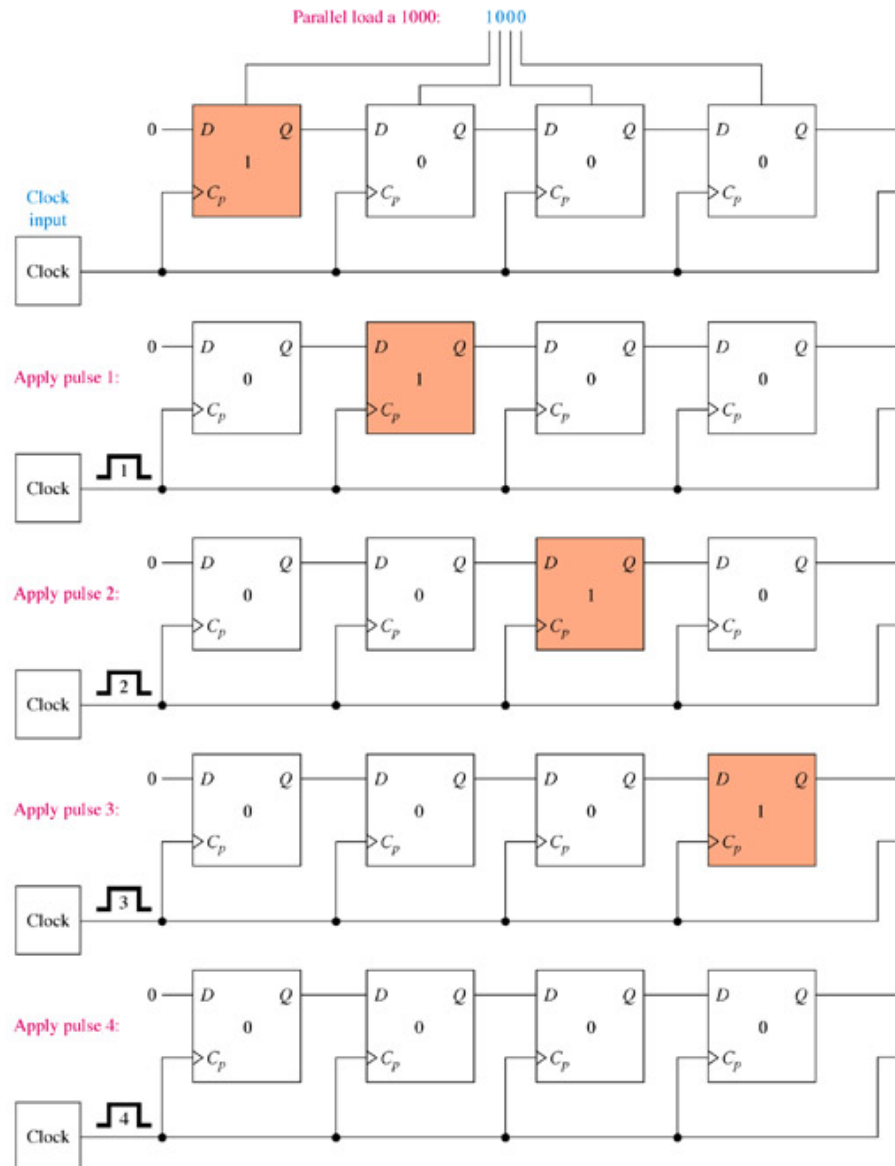 Parallel load a 1000: 1000
0 D Q D Q D Q D Q
1 0 0 0
Cp Cp Cp Cp
Clock
input
Clock
0 D Q D Q D Q D Q
Apply pulse 1: 0 1 0 0
Cp Cp Cp Cp
Clock 1
0 D Q D Q D Q D Q
Apply pulse 2: 0 0 1 0
Cp Cp Cp Cp
Clock 2
0 D Q D Q D Q D Q
Apply pulse 3: 0 0 0 1
Cp Cp Cp Cp
Clock 3
0 D Q D Q D Q D Q
Apply pulse 4: 0 0 0 0
Cp Cp Cp Cp
Clock 4